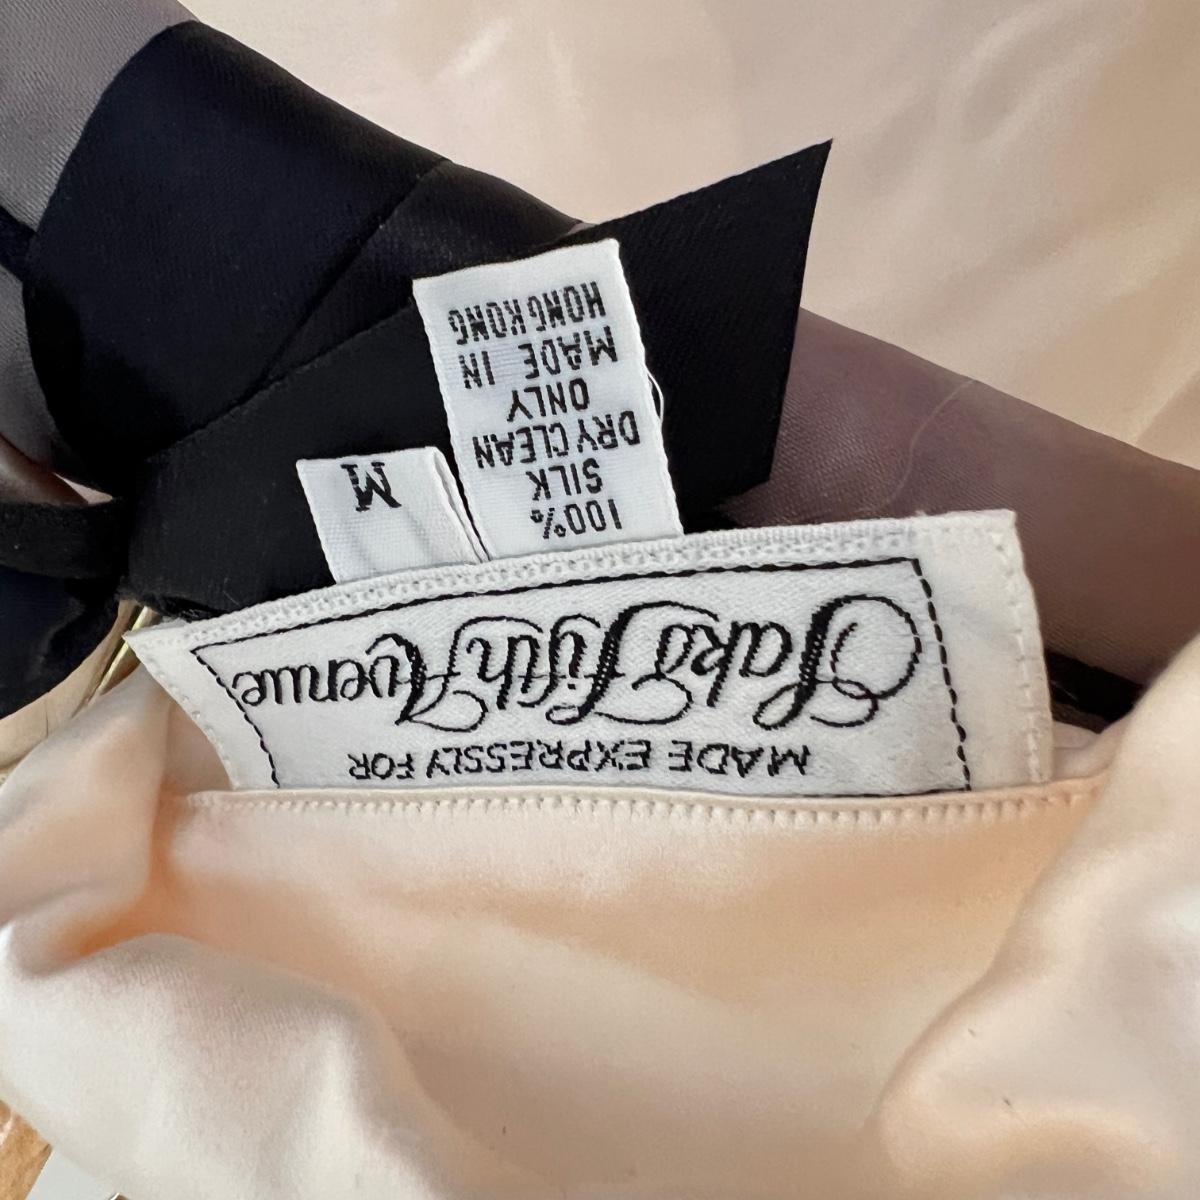 MADE EXPRESSLY FOR
Saks Fifth Avenue
M
100%
SILK
DRY CLEAN
ONLY
MADE IN
HONG KONG